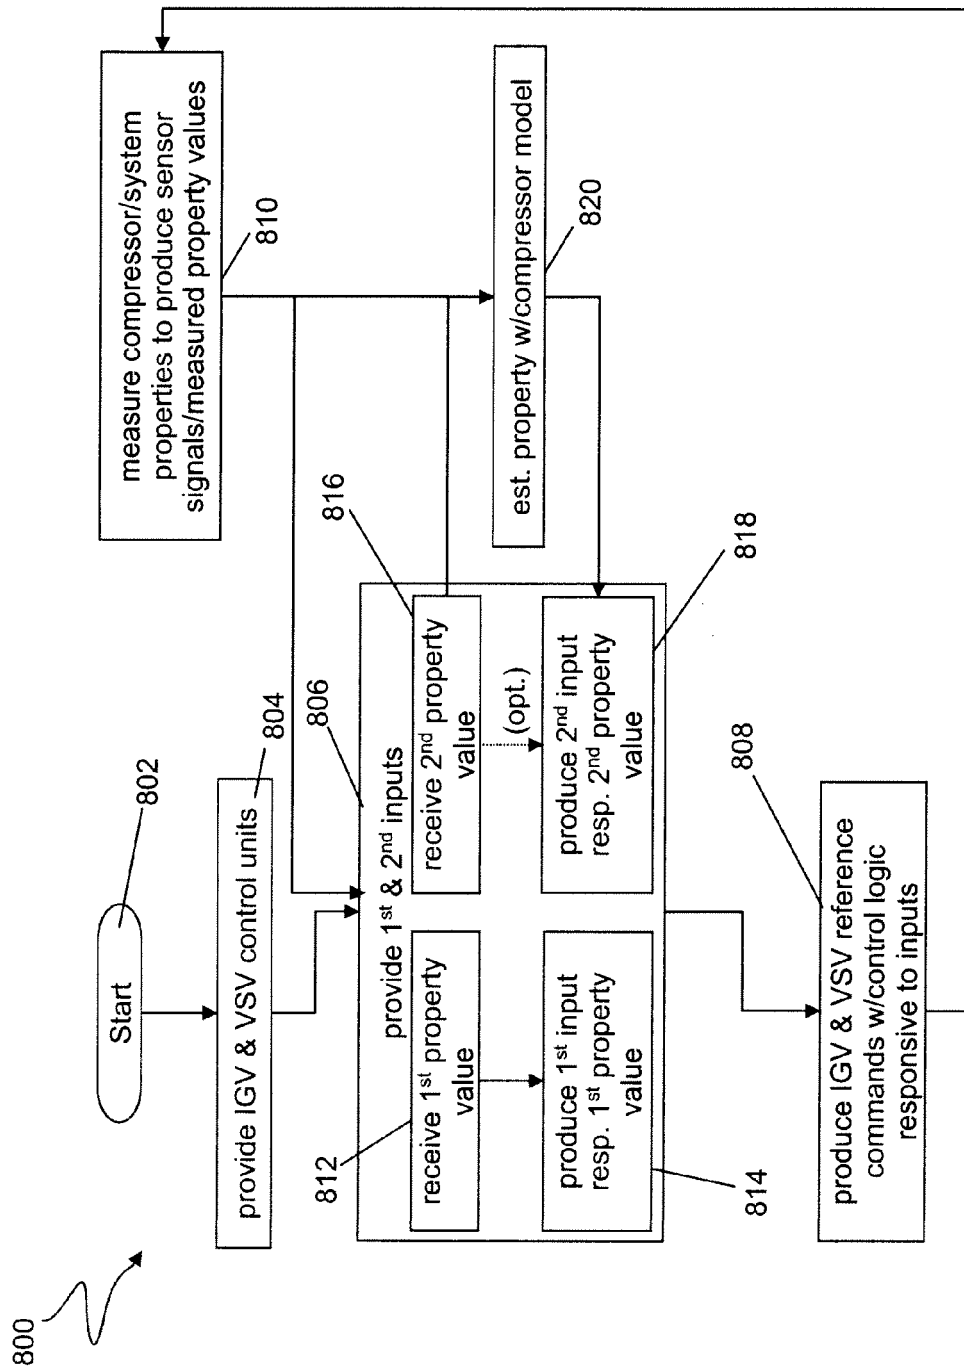 800
802
Start
804
provide IGV & VSV control units
806
provide 1st & 2nd inputs
812
receive 1st property
value
816
receive 2nd property
value
(opt.)
814
produce 1st input
resp. 1st property
value
818
produce 2nd input
resp. 2nd property
value
808
produce IGV & VSV reference
commands w/control logic
responsive to inputs
measure compressor/system
properties to produce sensor
signals/measured property values
810
est. property w/compressor model
820